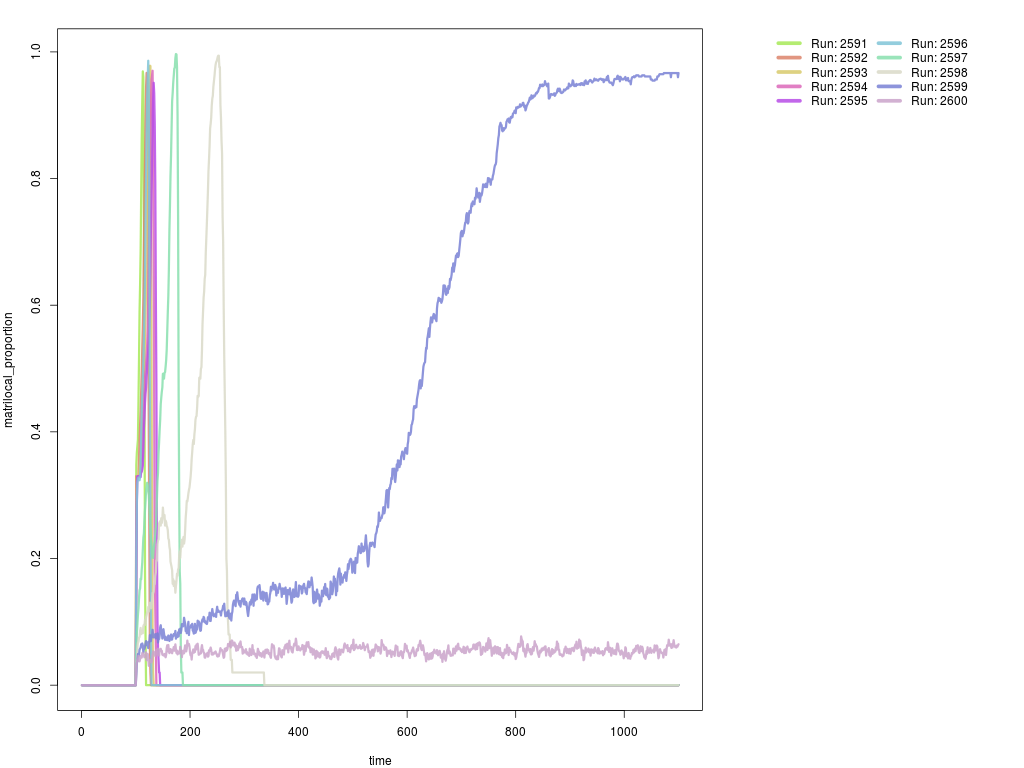 Run: 2591
Run: 2592
Run: 2593
Run: 2594
Run: 2595
Run: 2596
Run: 2597
Run: 2598
Run: 2599
Run: 2600
1.0
0.8
0.6
0.4
0.2
0.0
matrilocal_proportion
0 200 400 600 800 1000
time